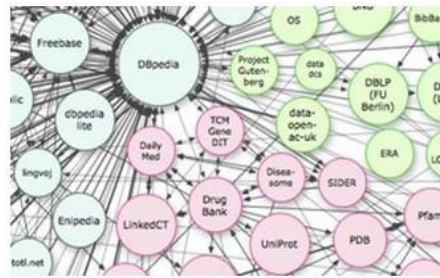 OS
BibBa
Freebase
DBpedia
Project
Guten-
berg
data
dcs
DBLP
(FU
Berlin)
dbpedia
lite
TCM
Gene
DIT
data-
open-
ac-uk
Daily
Med
ERA
lingvoj
Disea-
some
SIDER
Enipedia
LinkedCT
Drug
Bank
UniProt
PDB
Pfam
totl.net